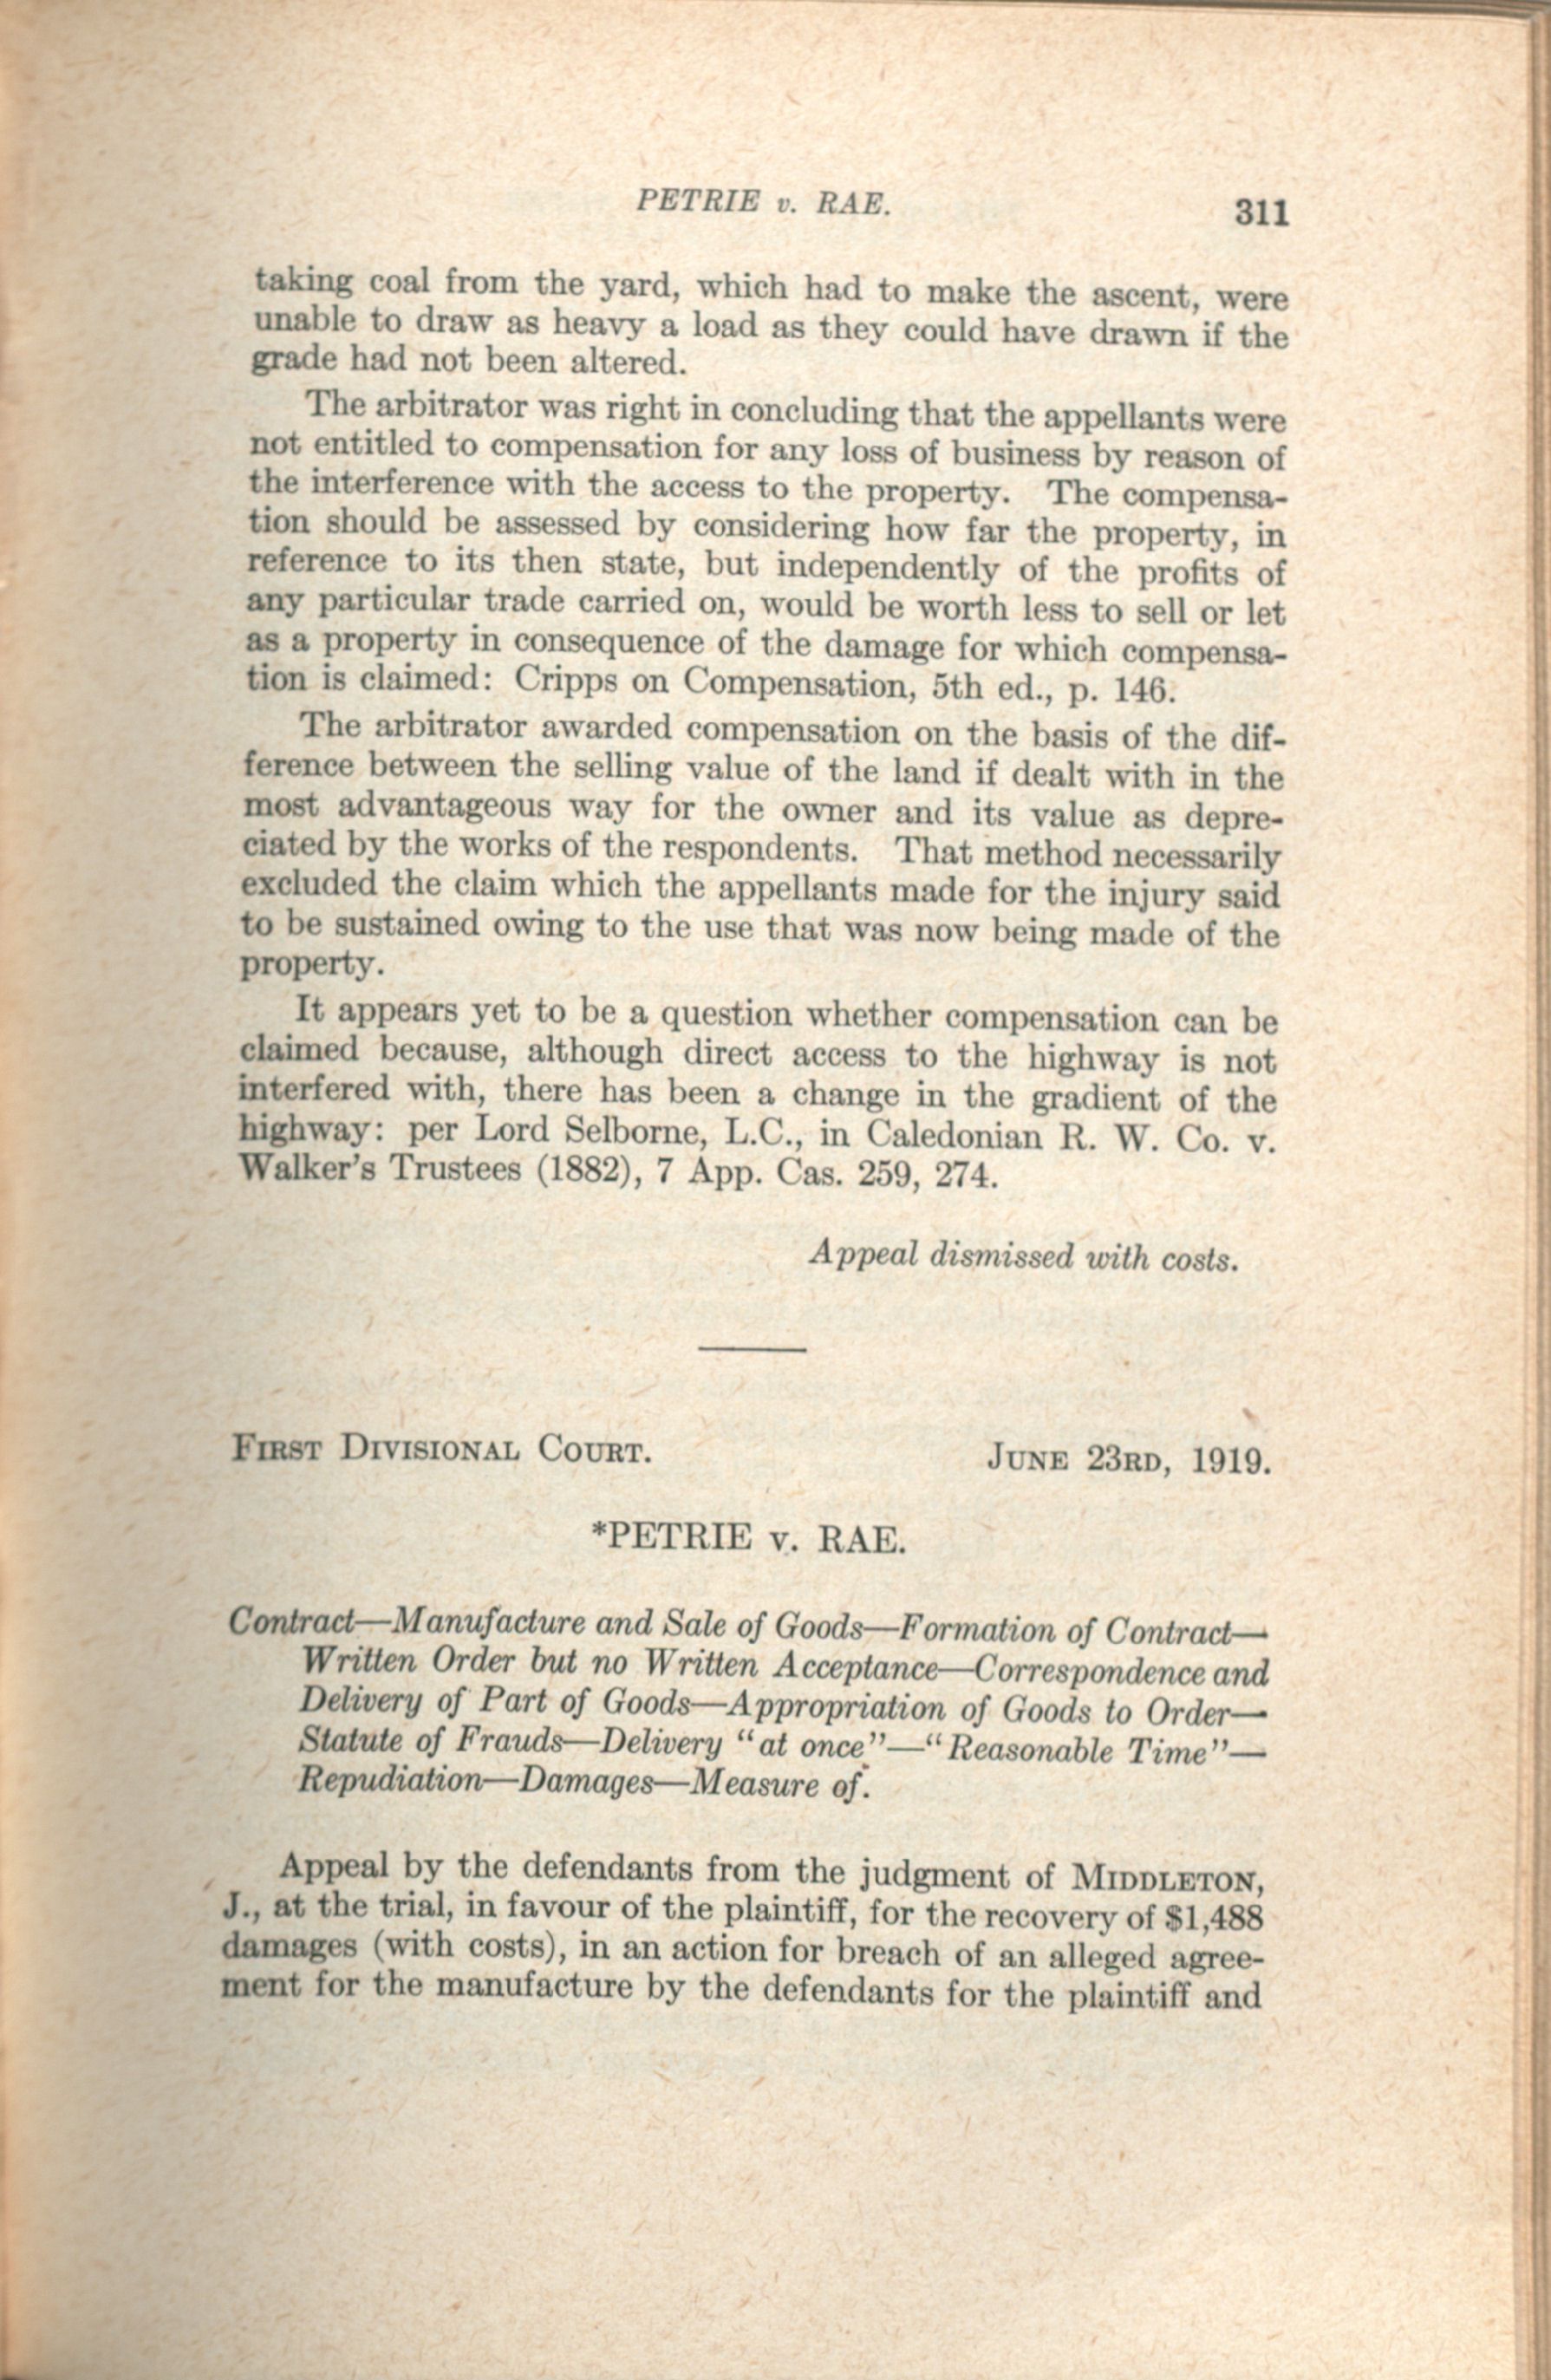 PETRIE v. RAE.
311
taking coal from the yard, which had to make the ascent, were
unable to draw as heavy a load as they could have drawn if the
grade had not been altered.
The arbitrator was right in concluding that the appellants were
not entitled to compensation for any loss of business by reason of
the interference with the access to the property. The compensa-
tion should be assessed by considering how far the property, in
reference to its then state, but independently of the profits of
any particular trade carried on, would be worth less to sell or let
as a property in consequence of the damage for which compensa-
tion is claimed: Cripps on Compensation, 5th ed., p. 146.
The arbitrator awarded compensation on the basis of the dif-
ference between the selling value of the land if dealt with in the
most advantageous way for the owner and its value as depre-
ciated by the works of the respondents. That method necessarily
excluded the claim which the appellants made for the injury said
to be sustained owing to the use that was now being made of the
property.
It appears yet to be a question whether compensation can be
claimed because, although direct access to the highway is not
interfered with, there has been a change in the gradient of the
highway: per Lord Selborne, L.C., in Caledonian R. W. Co. v.
Walker's Trustees (1882), 7 App. Cas. 259, 274.
Appeal dismissed with costs.
FIRST DIVISIONAL COURT.
JUNE 23RD, 1919.
*PETRIE v. RAE.
Contract—Manufacture and Sale of Goods—Formation of Contract—
Written Order but no Written Acceptance—Correspondence and
Delivery of Part of Goods—Appropriation of Goods to Order—
Statute of Frauds—Delivery "at once"—"Reasonable Time"—
Repudiation—Damages—Measure of.
Appeal by the defendants from the judgment of MIDDLETON,
J., at the trial, in favour of the plaintiff, for the recovery of $1,488
damages (with costs), in an action for breach of an alleged agree-
ment for the manufacture by the defendants for the plaintiff and